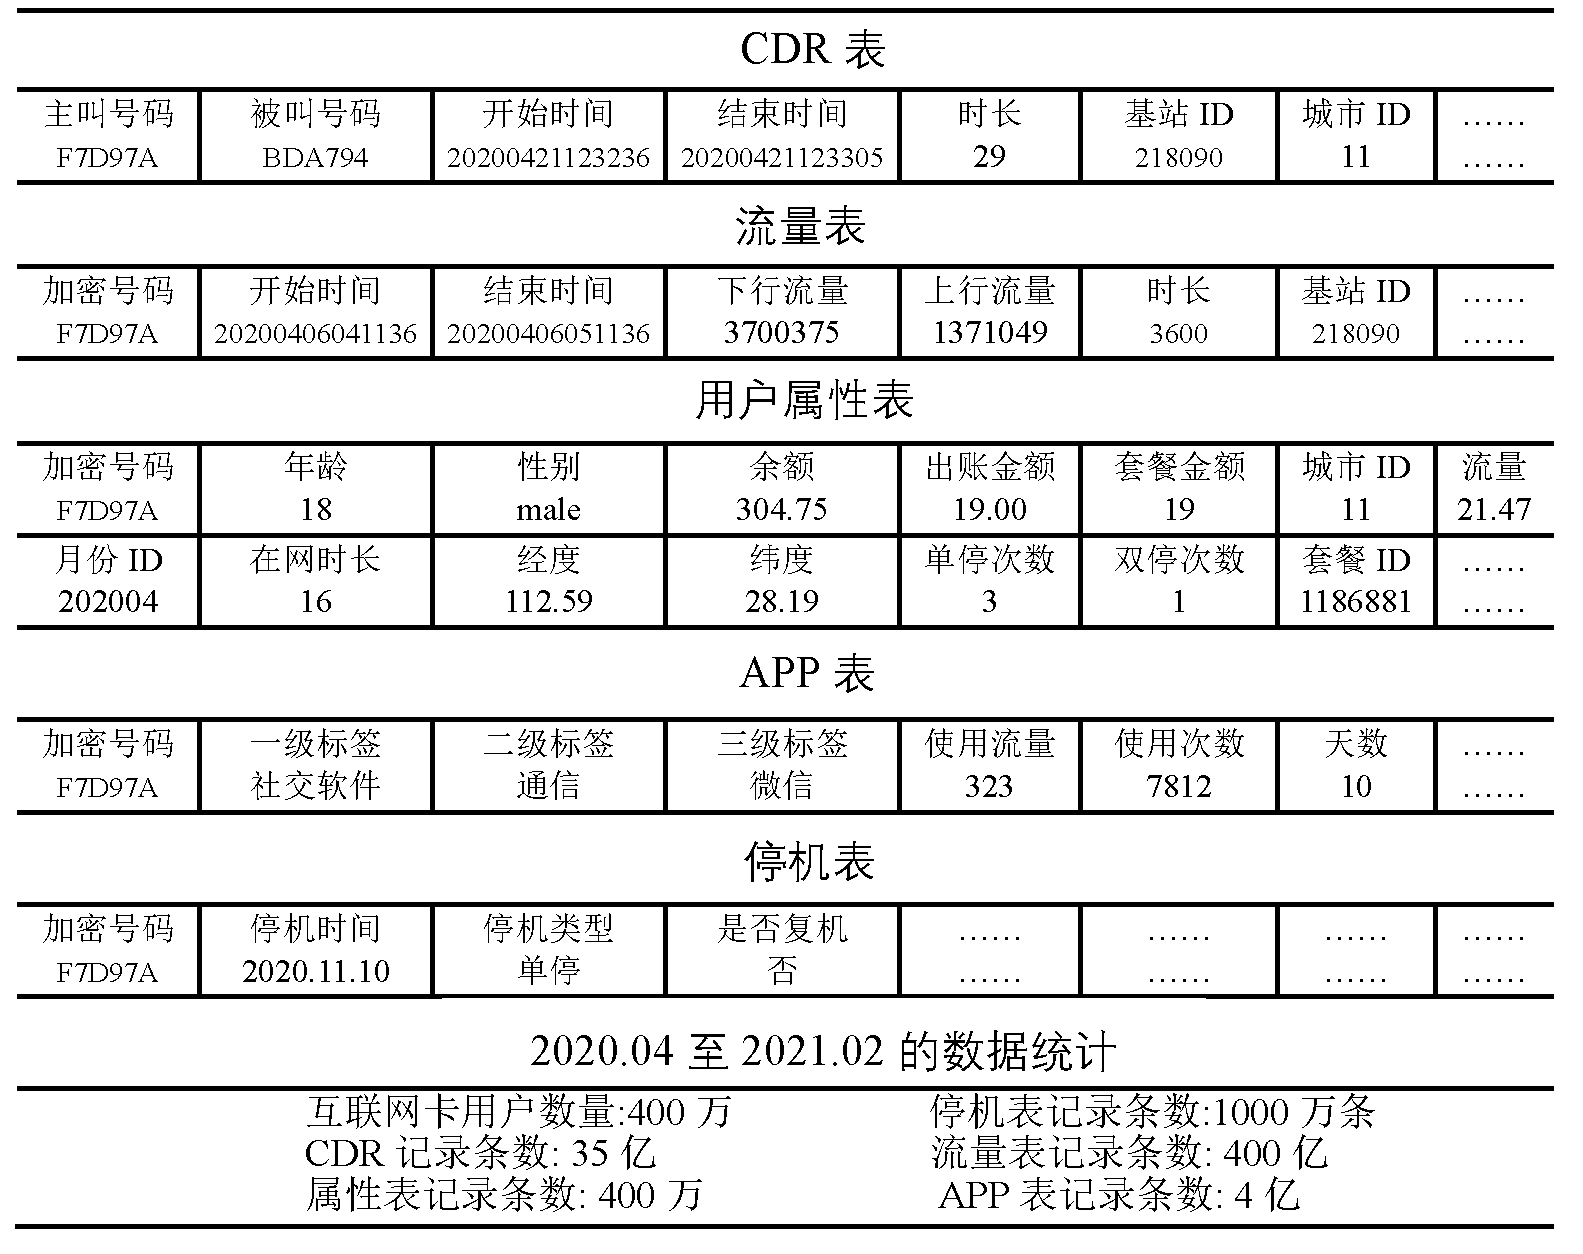 CDR 表
主叫号码 被叫号码 开始时间 结束时间 时长 基站 ID 城市 ID ……
F7D97A BDA794 20200421123236 20200421123305 29 218090 11 ……
流量表
加密号码 开始时间 结束时间 下行流量 上行流量 时长 基站 ID ……
F7D97A 20200406041136 20200406051136 3700375 1371049 3600 218090 ……
用户属性表
加密号码 年龄 性别 余额 出账金额 套餐金额 城市 ID 流量
F7D97A 18 male 304.75 19.00 19 11 21.47
月份 ID 在网时长 经度 纬度 单停次数 双停次数 套餐 ID ……
202004 16 112.59 28.19 3 1 1186881 ……
APP 表
加密号码 一级标签 二级标签 三级标签 使用流量 使用次数 天数 ……
F7D97A 社交软件 通信 微信 323 7812 10 ……
停机表
加密号码 停机时间 停机类型 是否复机 …… …… …… ……
F7D97A 2020.11.10 单停 否 …… …… …… ……
2020.04 至 2021.02 的数据统计
互联网卡用户数量:400 万 停机表记录条数:1000 万条
CDR 记录条数: 35 亿 流量表记录条数: 400 亿
属性表记录条数: 400 万 APP 表记录条数: 4 亿